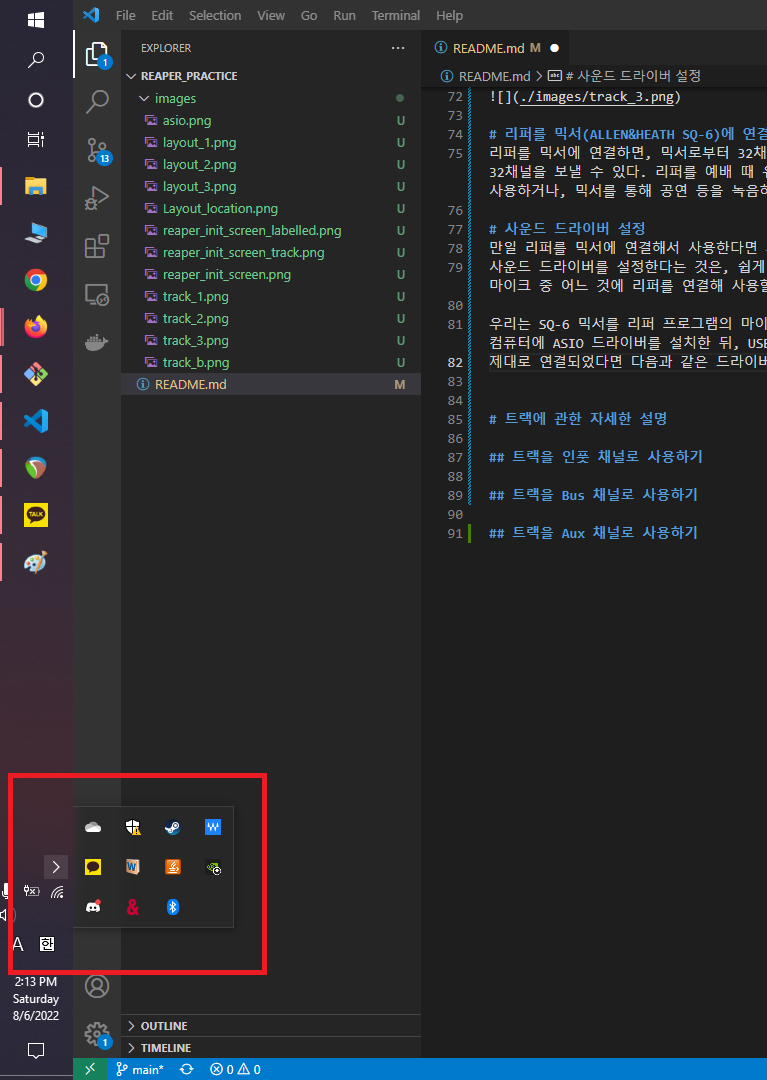 File Edit Selection View Go Run Terminal Help
EXPLORER
README.md M
REAPER_PRACTICE
README.md > # 사운드 드라이버 설정
images
asio.png U
layout_1.png U
layout_2.png U
layout_3.png U
Layout_location.png U
reaper_init_screen_labelled.png U
reaper_init_screen_track.png U
reaper_init_screen.png U
track_1.png U
track_2.png U
track_3.png U
track_b.png U
README.md M
1
13
TALK
72 ![](./images/track_3.png)
73
74 # 리퍼를 믹서(ALLEN&HEATH SQ-6)에 연결
75 리퍼를 믹서에 연결하면, 믹서로부터 32채
32채널을 보낼 수 있다. 리퍼를 예배 때
사용하거나, 믹서를 통해 공연 등을 녹음하
76
77 # 사운드 드라이버 설정
78 만일 리퍼를 믹서에 연결해서 사용한다면
79 사운드 드라이버를 설정한다는 것은, 쉽게
마이크 중 어느 것에 리퍼를 연결해 사용할
80
81 우리는 SQ-6 믹서를 리퍼 프로그램의 마이
컴퓨터에 ASIO 드라이버를 설치한 뒤, USB
82 제대로 연결되었다면 다음과 같은 드라이버
83
84
85 # 트랙에 관한 자세한 설명
86
87 ## 트랙을 인풋 채널로 사용하기
88
89 ## 트랙을 Bus 채널로 사용하기
90
91 ## 트랙을 Aux 채널로 사용하기
W
W
&
A 한
2:13 PM
Saturday
8/6/2022
1
OUTLINE
TIMELINE
main* 0 0